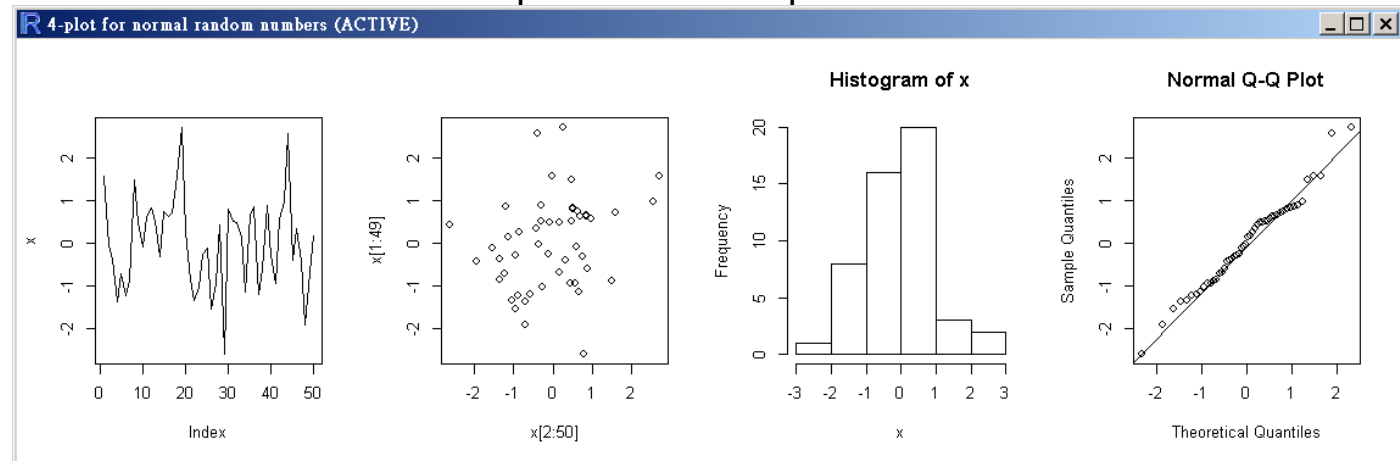 4-plot for normal random numbers (ACTIVE)
x
2
1
0
-1
-2
0 10 20 30 40 50
Index
x[1:49]
2
1
0
-1
-2
-2 -1 0 1 2
x[2:50]
Histogram of x
Frequency
20
15
10
5
0
-3 -2 -1 0 1 2 3
x
Normal Q-Q Plot
Sample Quantiles
2
1
0
-1
-2
-2 -1 0 1 2
Theoretical Quantiles